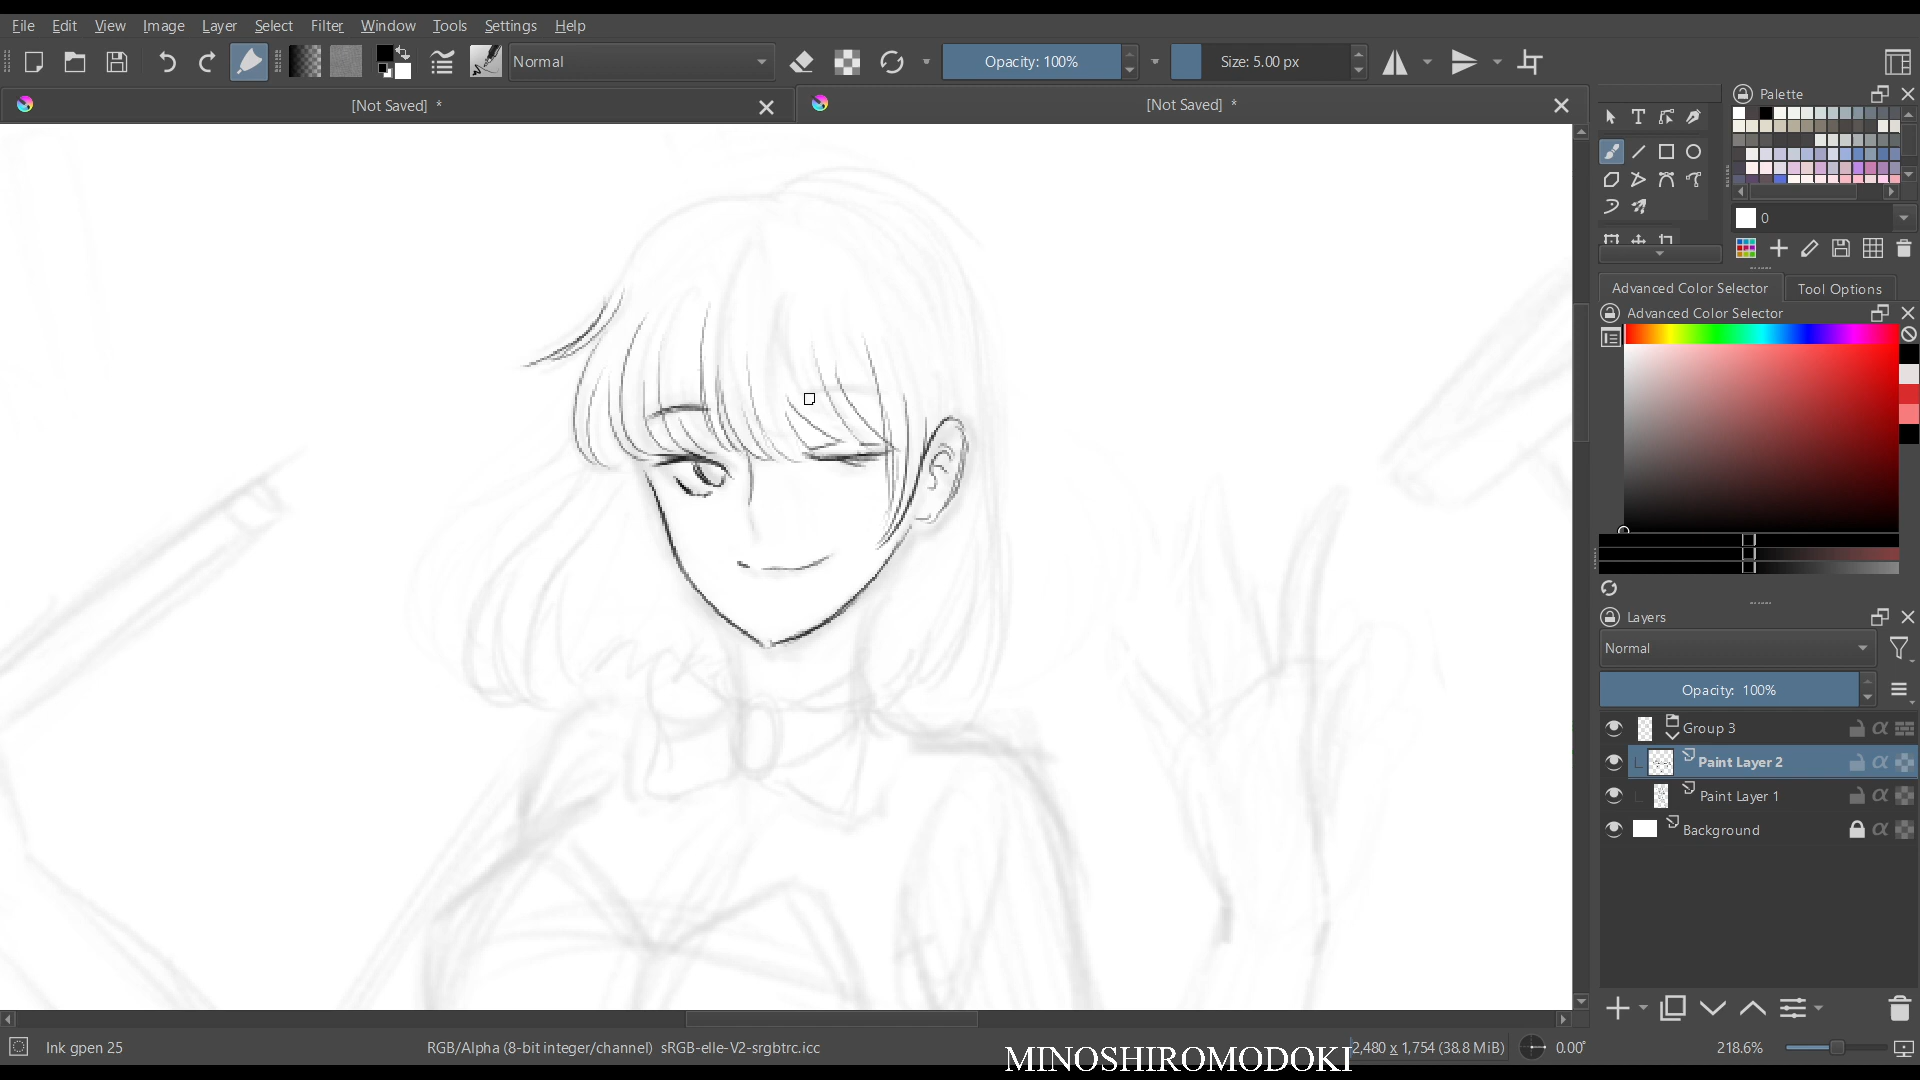 File Edit View Image Layer Select Filter Window Tools Settings Help
Normal Opacity: 100% Size: 5.00 px
[Not Saved] * [Not Saved] *
Palette
0
Advanced Color Selector Tool Options
Advanced Color Selector
Layers
Normal
Opacity: 100%
Group 3
Paint Layer 2
Paint Layer 1
Background
Ink gpen 25 RGB/Alpha (8-bit integer/channel) sRGB-elle-V2-srgbtrc.icc 2,480 x 1,754 (38.8 MiB) 0.00° 218.6%
MINOSHIROMODOKI